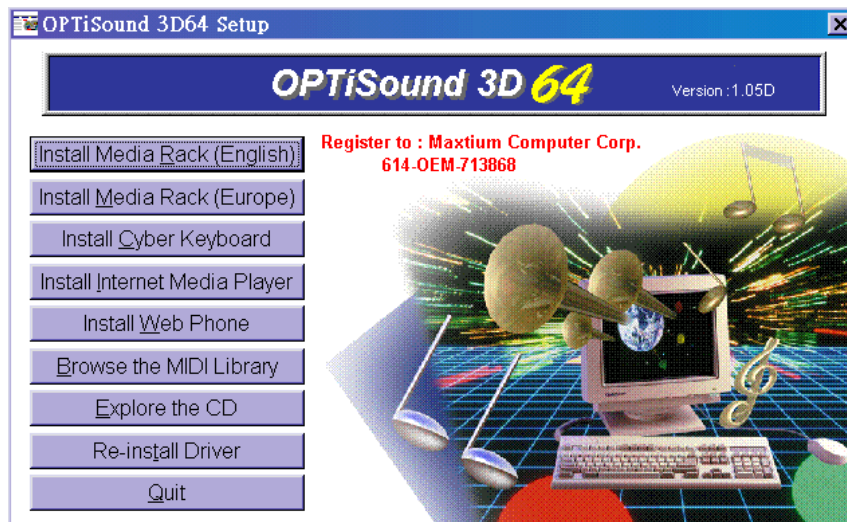 OPTiSound 3D64 Setup
OPTiSound 3D 64
Version :1.05D
Register to : Maxtium Computer Corp.
614-OEM-713868
Install Media Rack (English)
Install Media Rack (Europe)
Install Cyber Keyboard
Install Internet Media Player
Install Web Phone
Browse the MIDI Library
Explore the CD
Re-install Driver
Quit